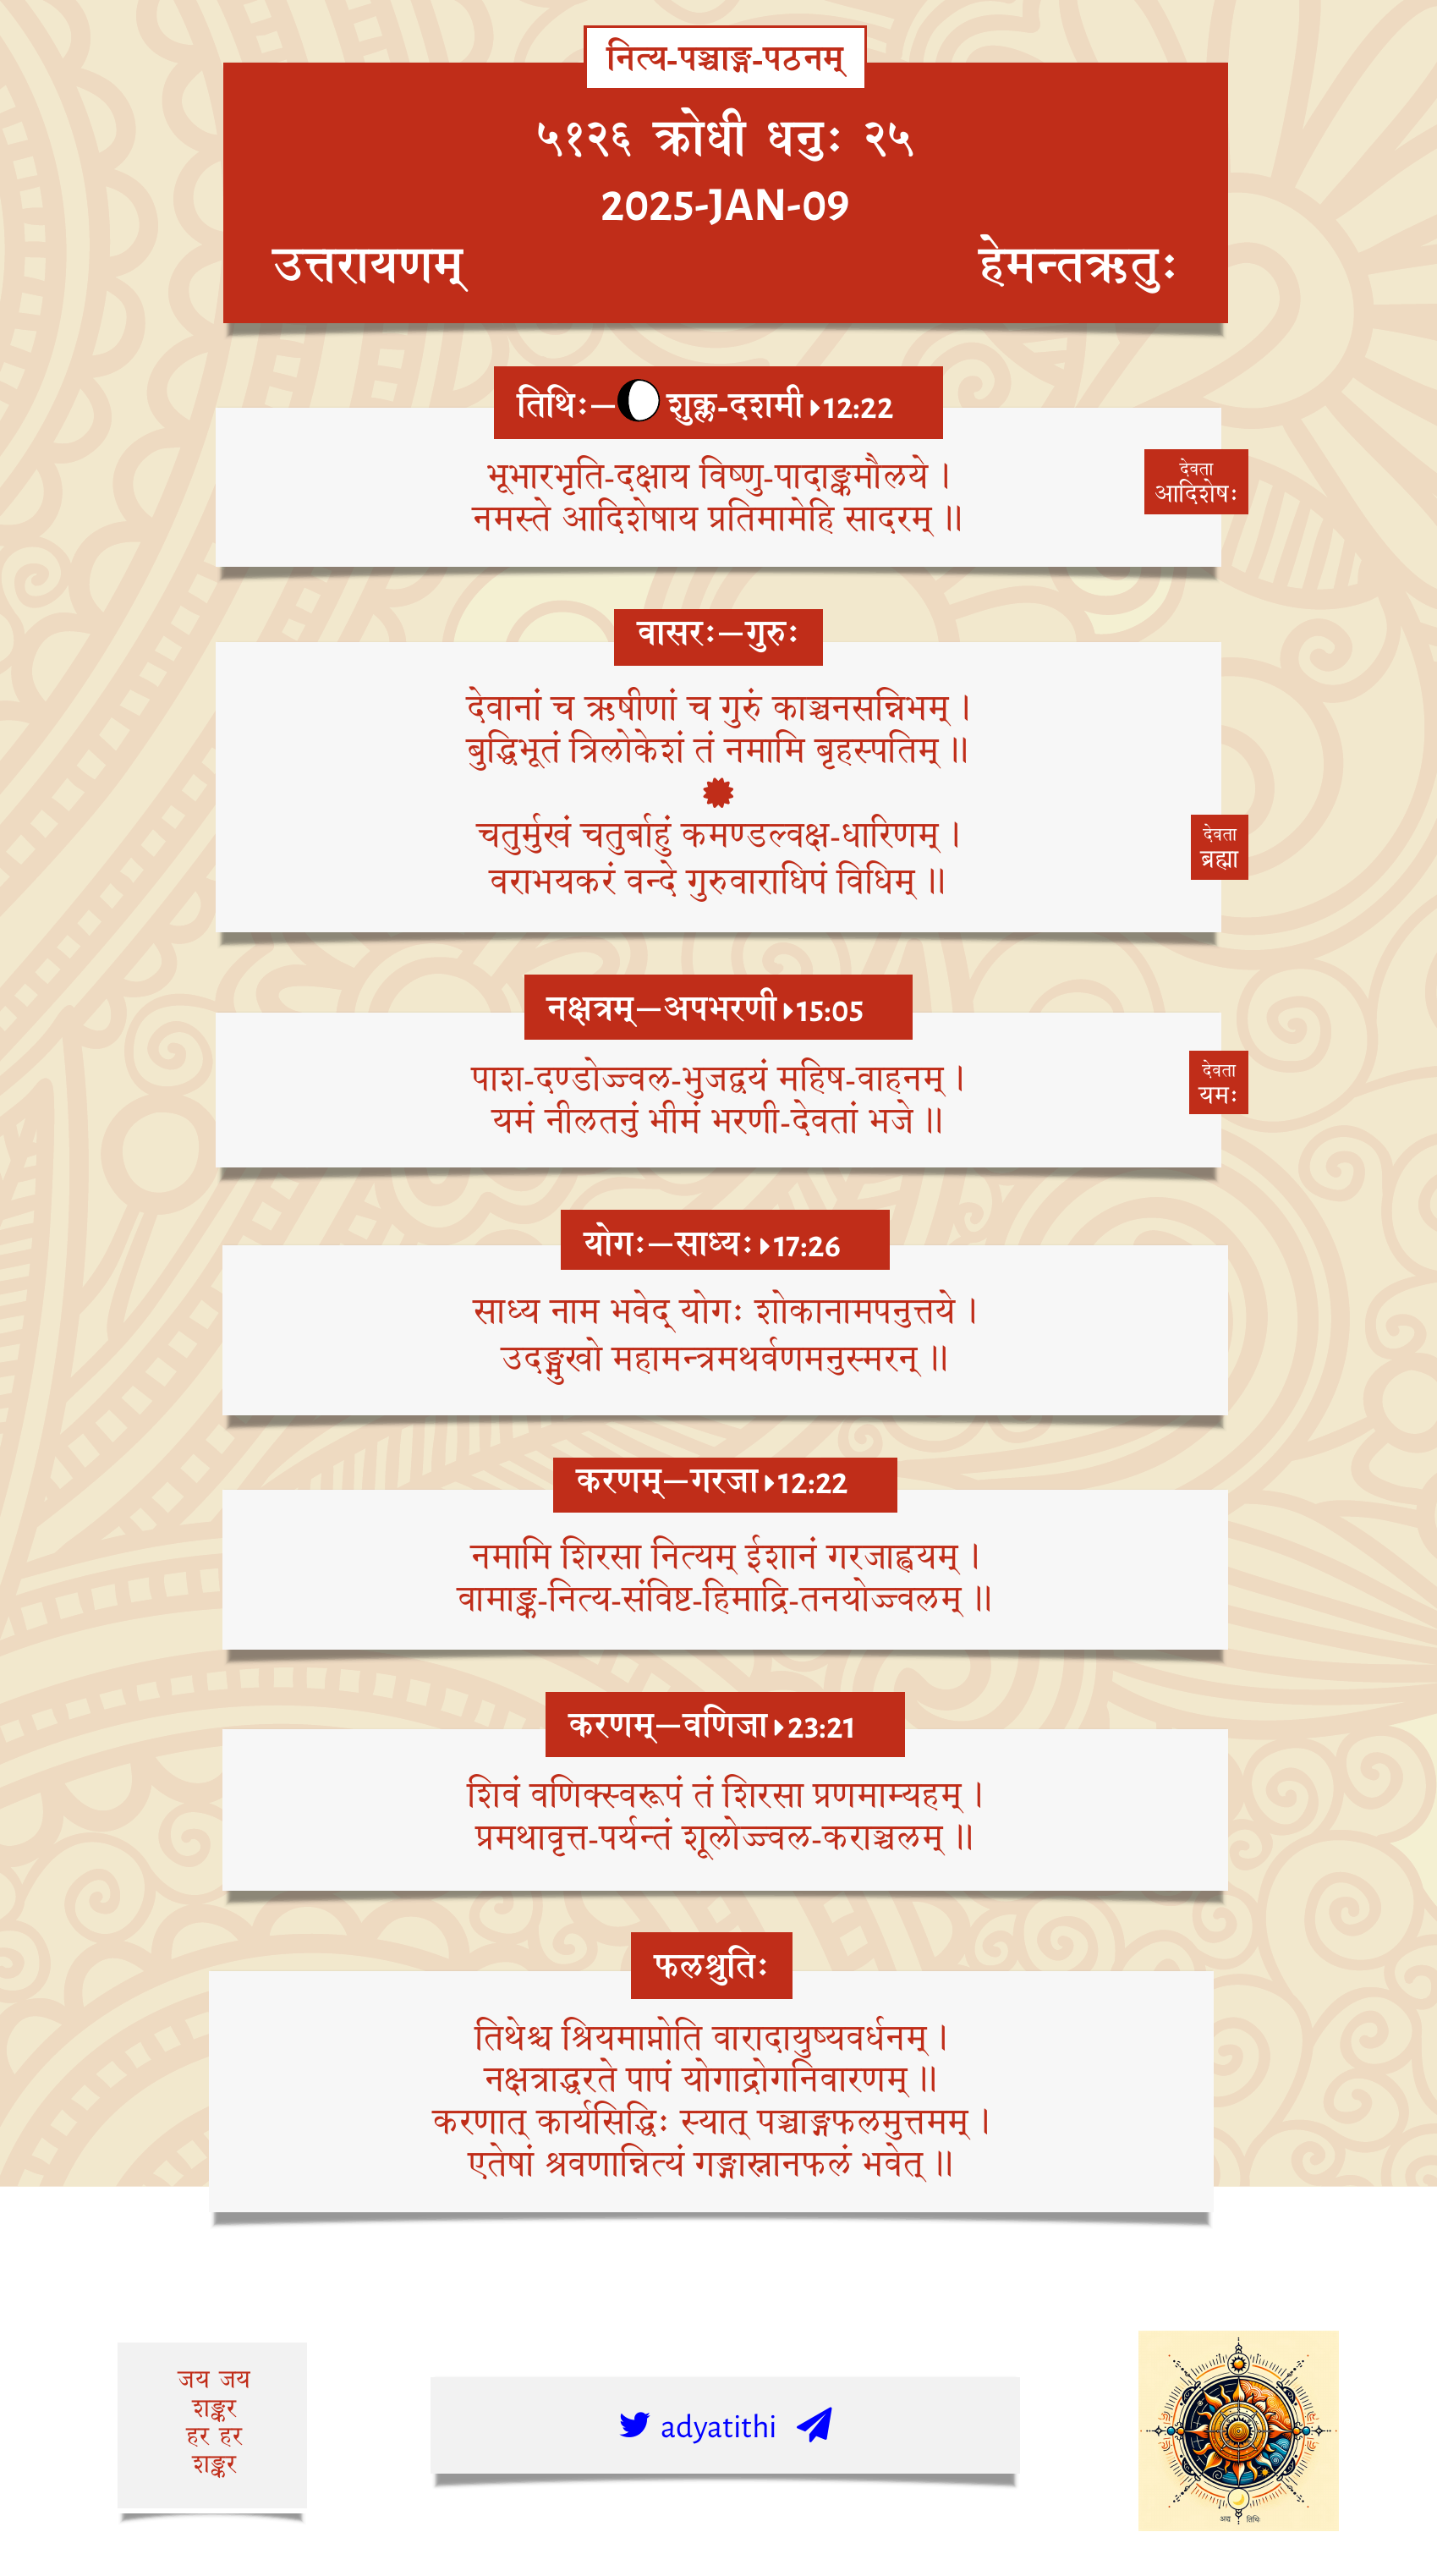 नित्य-पञ्चाङ्ग-पठनम्
५१२६ क्रोधी धनुः २५
2025-JAN-09
उत्तरायणम् हेमन्तऋतुः
तिथिः—शुक्ल-दशमी 12:22
भूभारभृति-दक्षाय विष्णु-पादाङ्कमौलये ।
नमस्ते आदिशेषाय प्रतिमामेहि सादरम् ॥
देवता
आदिशेषः
वासरः—गुरुः
देवानां च ऋषीणां च गुरुं काञ्चनसन्निभम् ।
बुद्धिभूतं त्रिलोकेशं तं नमामि बृहस्पतिम् ॥
चतुर्मुखं चतुर्बाहुं कमण्डल्वक्ष-धारिणम् ।
वराभयकरं वन्दे गुरुवाराधिपं विधिम् ॥
देवता
ब्रह्मा
नक्षत्रम्—अपभरणी 15:05
पाश-दण्डोज्ज्वल-भुजद्वयं महिष-वाहनम् ।
यमं नीलतनुं भीमं भरणी-देवतां भजे ॥
देवता
यमः
योगः—साध्यः 17:26
साध्य नाम भवेद् योगः शोकानामपनुत्तये ।
उदङ्मुखो महामन्त्रमथर्वणमनुस्मरन् ॥
करणम्—गरजा 12:22
नमामि शिरसा नित्यम् ईशानं गरजाह्वयम् ।
वामाङ्क-नित्य-संविष्ट-हिमाद्रि-तनयोज्ज्वलम् ॥
करणम्—वणिजा 23:21
शिवं वणिक्स्वरूपं तं शिरसा प्रणमाम्यहम् ।
प्रमथावृत्त-पर्यन्तं शूलोज्ज्वल-कराञ्चलम् ॥
फलश्रुतिः
तिथेश्च श्रियमाप्नोति वारादायुष्यवर्धनम् ।
नक्षत्राद्धरते पापं योगाद्रोगनिवारणम् ॥
करणात् कार्यसिद्धिः स्यात् पञ्चाङ्गफलमुत्तमम् ।
एतेषां श्रवणान्नित्यं गङ्गास्नानफलं भवेत् ॥
जय जय
शङ्कर
हर हर
शङ्कर
adyatithi
अद्य तिथिः